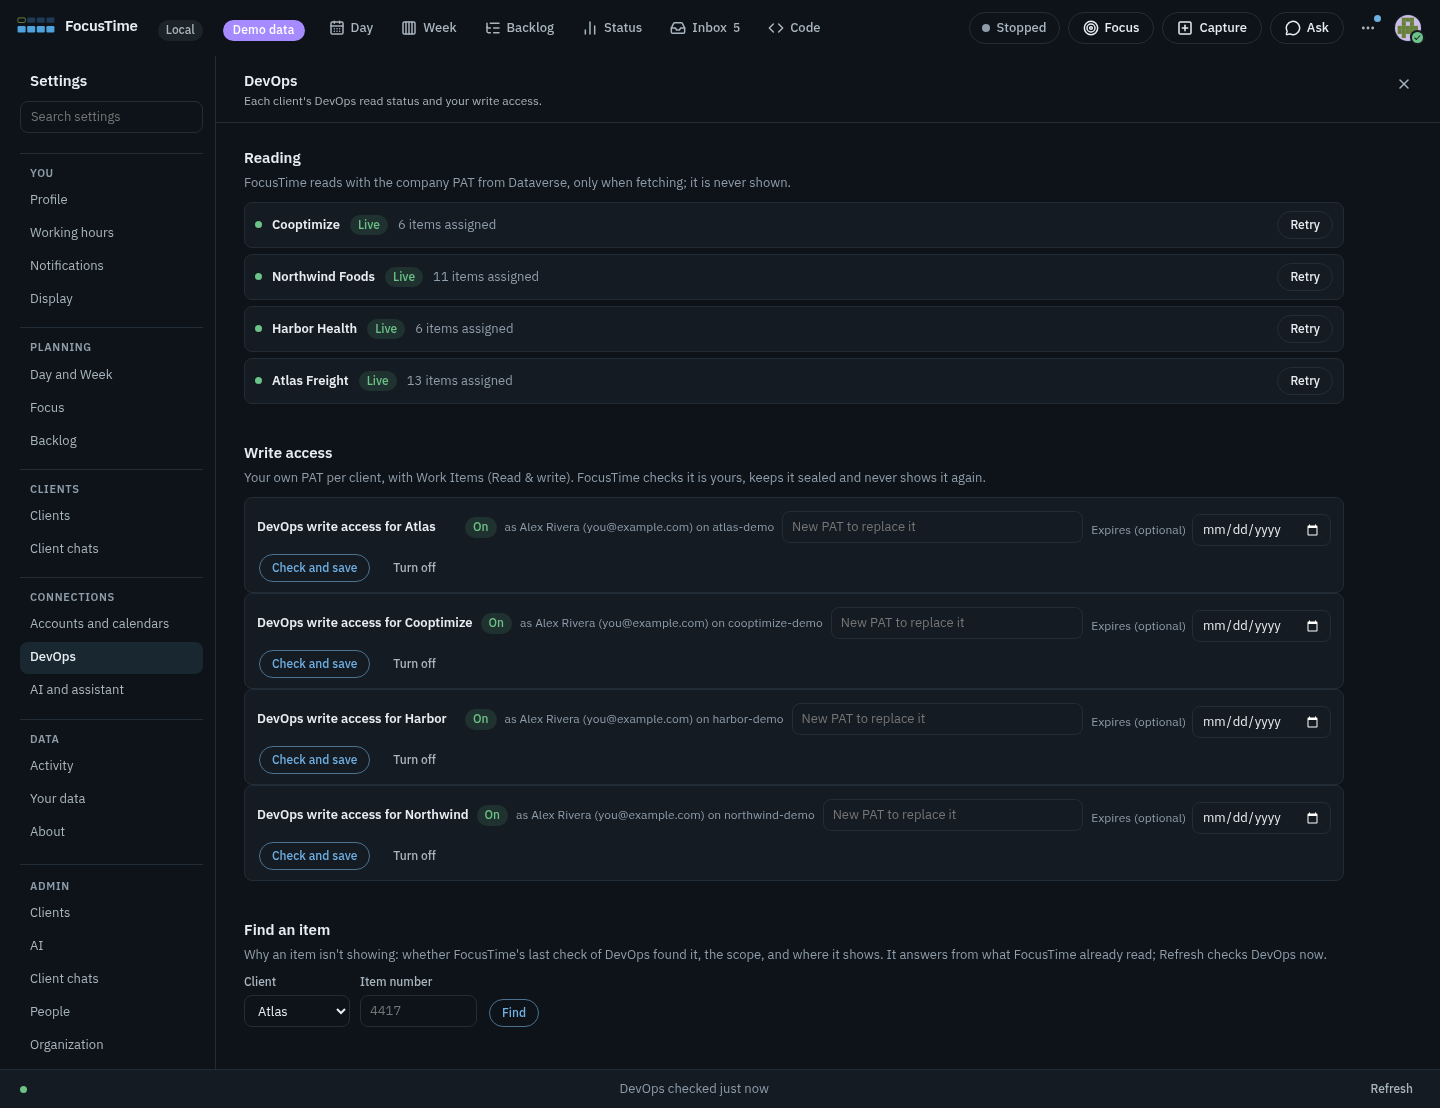 FocusTime
Local
Demo data
Day
Week
Backlog
Status
Inbox 5
Code
Stopped
Focus
Capture
Ask
Settings
Search settings
YOU
Profile
Working hours
Notifications
Display
PLANNING
Day and Week
Focus
Backlog
CLIENTS
Clients
Client chats
CONNECTIONS
Accounts and calendars
DevOps
AI and assistant
DATA
Activity
Your data
About
ADMIN
Clients
AI
Client chats
People
Organization
DevOps
Each client's DevOps read status and your write access.
Reading
FocusTime reads with the company PAT from Dataverse, only when fetching; it is never shown.
Cooptimize Live 6 items assigned Retry
Northwind Foods Live 11 items assigned Retry
Harbor Health Live 6 items assigned Retry
Atlas Freight Live 13 items assigned Retry
Write access
Your own PAT per client, with Work Items (Read & write). FocusTime checks it is yours, keeps it sealed and never shows it again.
DevOps write access for Atlas On as Alex Rivera (you@example.com) on atlas-demo New PAT to replace it Expires (optional) mm/dd/yyyy
Check and save Turn off
DevOps write access for Cooptimize On as Alex Rivera (you@example.com) on cooptimize-demo New PAT to replace it Expires (optional) mm/dd/yyyy
Check and save Turn off
DevOps write access for Harbor On as Alex Rivera (you@example.com) on harbor-demo New PAT to replace it Expires (optional) mm/dd/yyyy
Check and save Turn off
DevOps write access for Northwind On as Alex Rivera (you@example.com) on northwind-demo New PAT to replace it Expires (optional) mm/dd/yyyy
Check and save Turn off
Find an item
Why an item isn't showing: whether FocusTime's last check of DevOps found it, the scope, and where it shows. It answers from what FocusTime already read; Refresh checks DevOps now.
Client Item number
Atlas 4417 Find
DevOps checked just now
Refresh